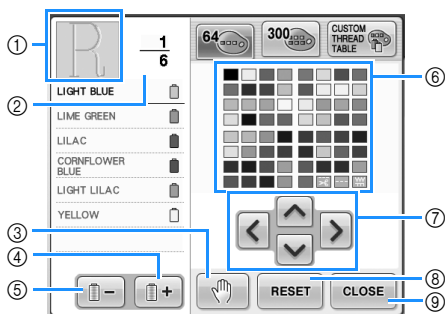 ①
R
1
6
②
64
300
CUSTOM
THREAD
TABLE
LIGHT BLUE
LIME GREEN
LILAC
CORNFLOWER
BLUE
LIGHT LILAC
YELLOW
⑥
⑦
③
④
⑤
−
+
RESET
CLOSE
⑧
⑨